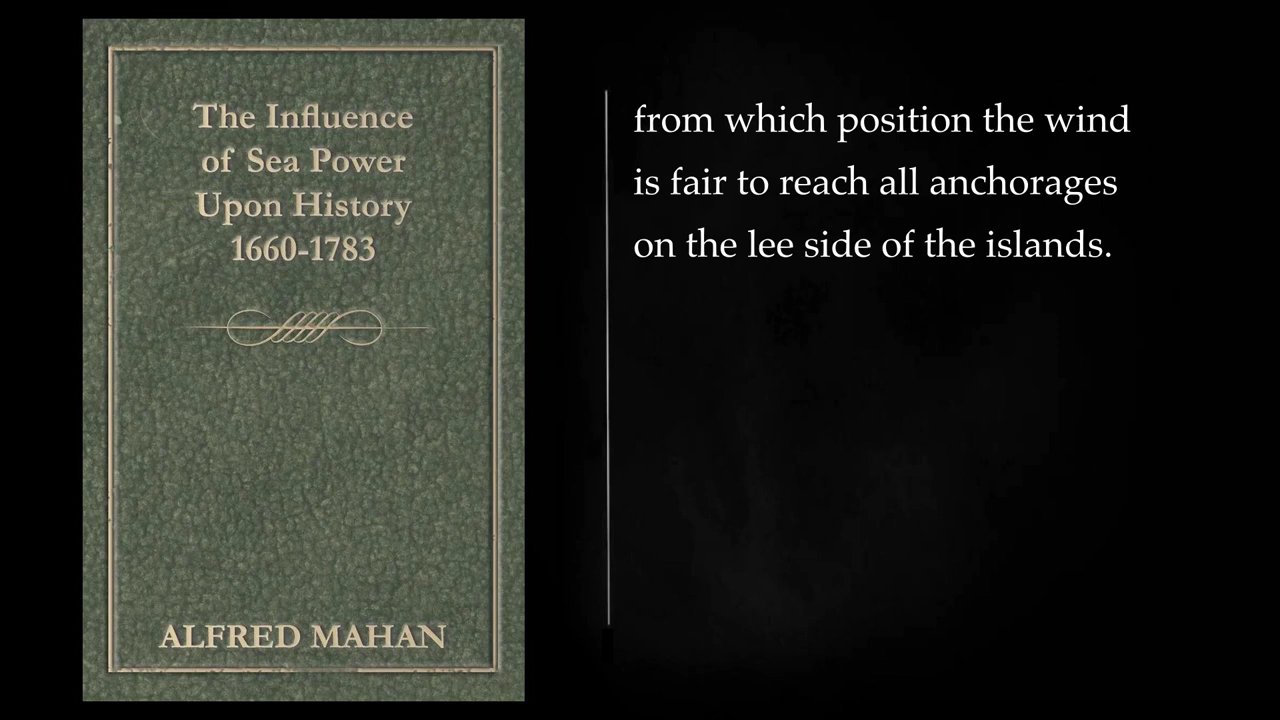 The Influence
of Sea Power
Upon History
1660-1783
ALFRED MAHAN
from which position the wind
is fair to reach all anchorages
on the lee side of the islands.